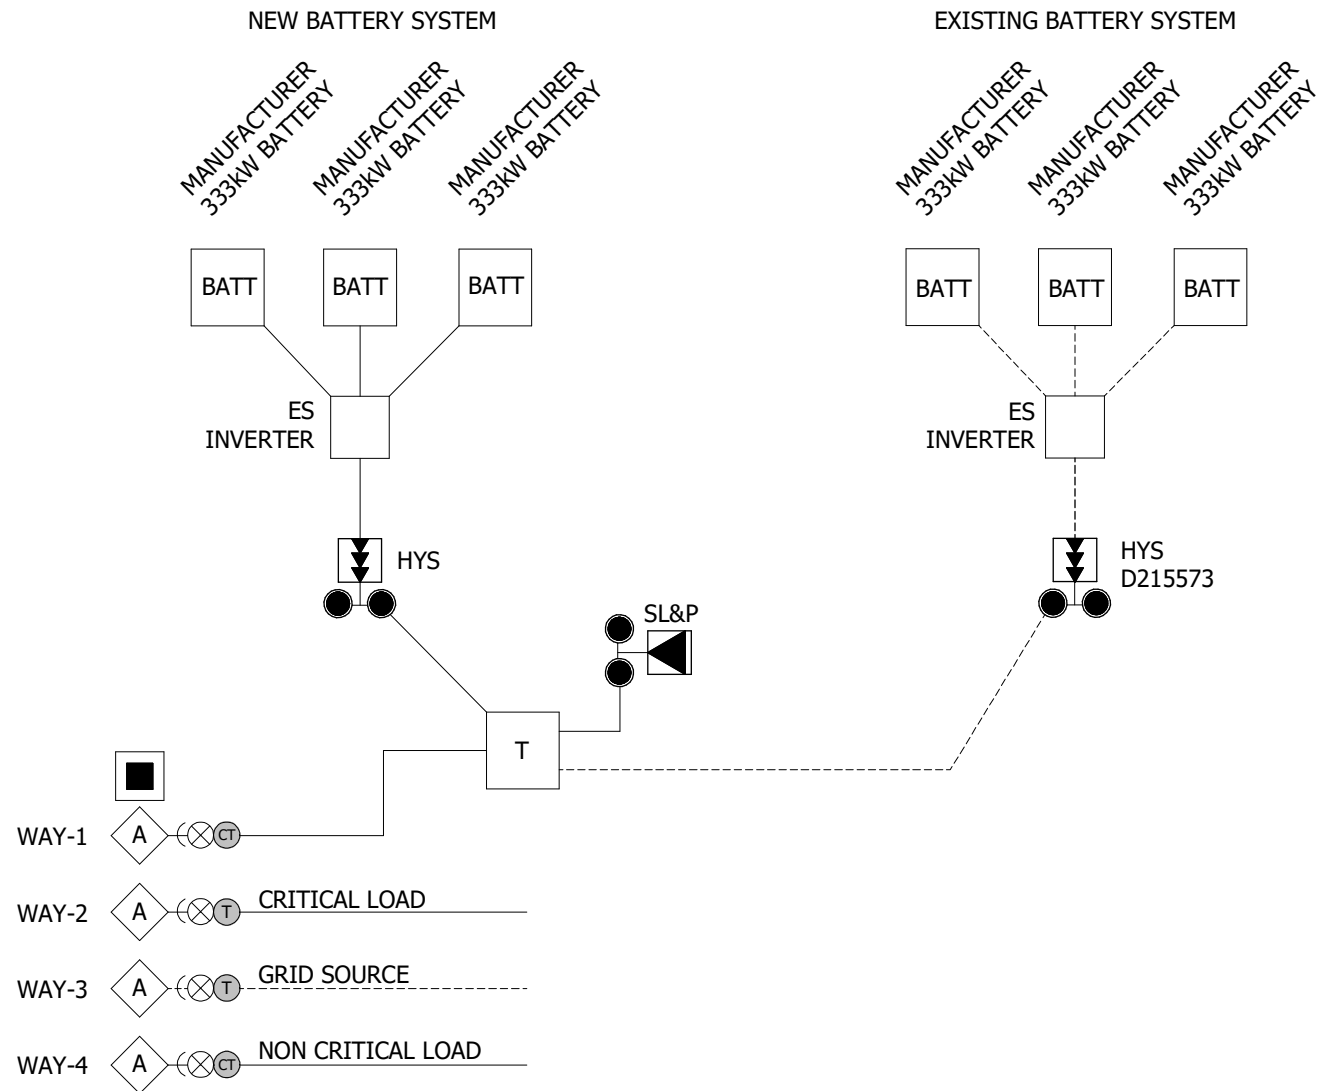 NEW BATTERY SYSTEM
EXISTING BATTERY SYSTEM
MANUFACTURER
333kW BATTERY
MANUFACTURER
333kW BATTERY
MANUFACTURER
333kW BATTERY
MANUFACTURER
333kW BATTERY
MANUFACTURER
333kW BATTERY
MANUFACTURER
333kW BATTERY
BATT
BATT
BATT
BATT
BATT
BATT
ES
INVERTER
ES
INVERTER
HYS
HYS
D215573
SL&P
T
WAY-1
A
CT
WAY-2
A
T
CRITICAL LOAD
WAY-3
A
T
GRID SOURCE
WAY-4
A
CT
NON CRITICAL LOAD